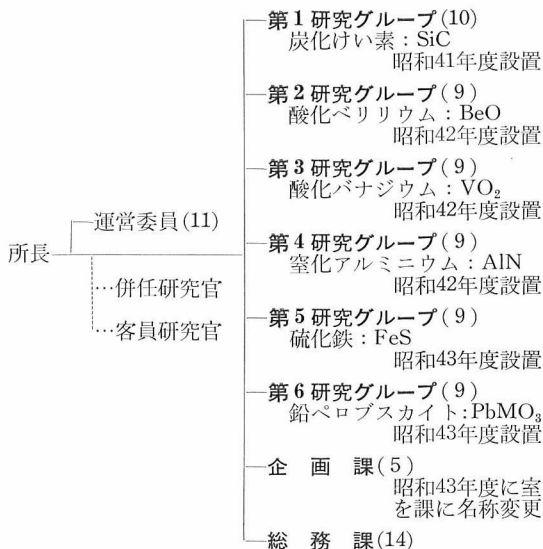 所長
運営委員(11)
…併任研究官
…客員研究官
第1研究グループ(10)
炭化けい素：SiC
昭和41年度設置
第2研究グループ(9)
酸化ベリリウム：BeO
昭和42年度設置
第3研究グループ(9)
酸化バナジウム：VO₂
昭和42年度設置
第4研究グループ(9)
窒化アルミニウム：AlN
昭和42年度設置
第5研究グループ(9)
硫化鉄：FeS
昭和43年度設置
第6研究グループ(9)
鉛ペロブスカイト：PbMO₃
昭和43年度設置
企画課(5)
昭和43年度に室
を課に名称変更
総務課(14)